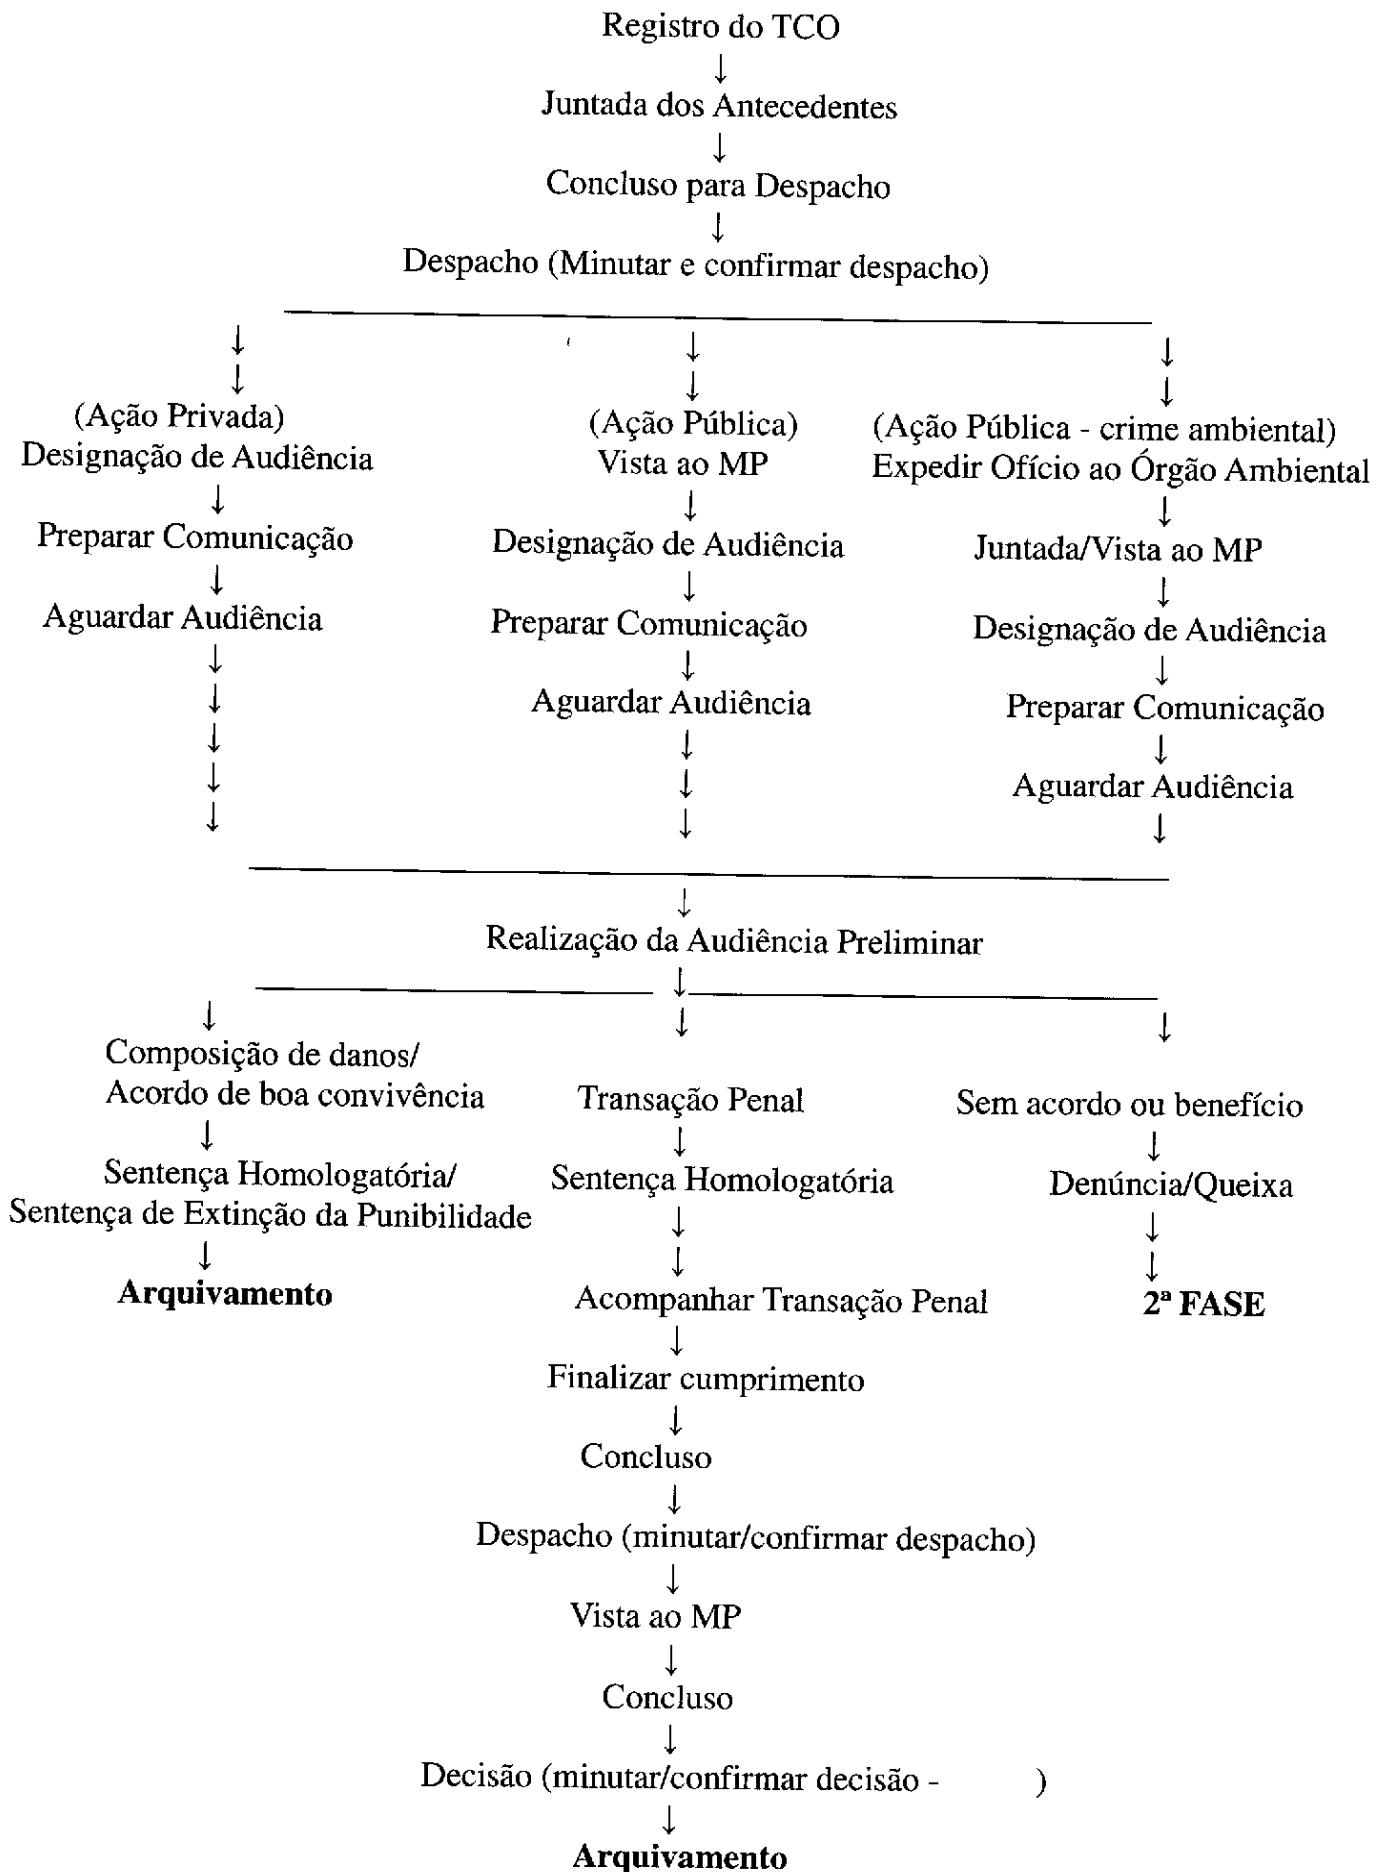 Registro do TCO
↓
Juntada dos Antecedentes
↓
Concluso para Despacho
↓
Despacho (Minutar e confirmar despacho)
↓ ↓ ↓
↓ ↓ ↓
(Ação Privada)
Designação de Audiência
↓
Preparar Comunicação
↓
Aguardar Audiência
↓
↓
↓
↓
↓
(Ação Pública)
Vista ao MP
↓
Designação de Audiência
↓
Preparar Comunicação
↓
Aguardar Audiência
↓
↓
↓
(Ação Pública - crime ambiental)
Expedir Ofício ao Órgão Ambiental
↓
Juntada/Vista ao MP
↓
Designação de Audiência
↓
Preparar Comunicação
↓
Aguardar Audiência
↓
↓
Realização da Audiência Preliminar
↓
↓ ↓ ↓
Composição de danos/
Acordo de boa convivência
↓
Sentença Homologatória/
Sentença de Extinção da Punibilidade
↓
Arquivamento
Transação Penal
↓
Sentença Homologatória
↓
↓
Acompanhar Transação Penal
↓
Finalizar cumprimento
↓
Concluso
↓
Despacho (minutar/confirmar despacho)
↓
Vista ao MP
↓
Concluso
↓
Decisão (minutar/confirmar decisão - )
↓
Arquivamento
Sem acordo ou benefício
↓
Denúncia/Queixa
↓
↓
2ª FASE